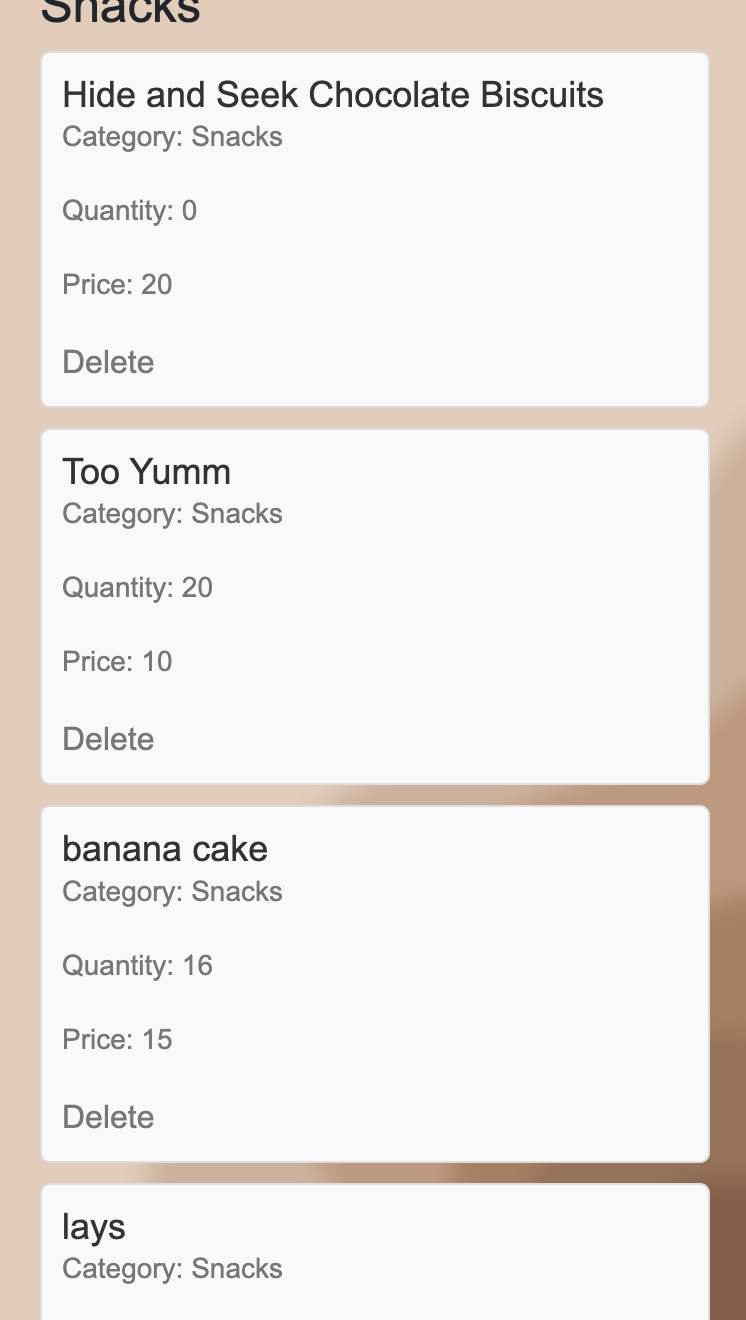 Snacks
Hide and Seek Chocolate Biscuits
Category: Snacks
Quantity: 0
Price: 20
Delete
Too Yumm
Category: Snacks
Quantity: 20
Price: 10
Delete
banana cake
Category: Snacks
Quantity: 16
Price: 15
Delete
lays
Category: Snacks